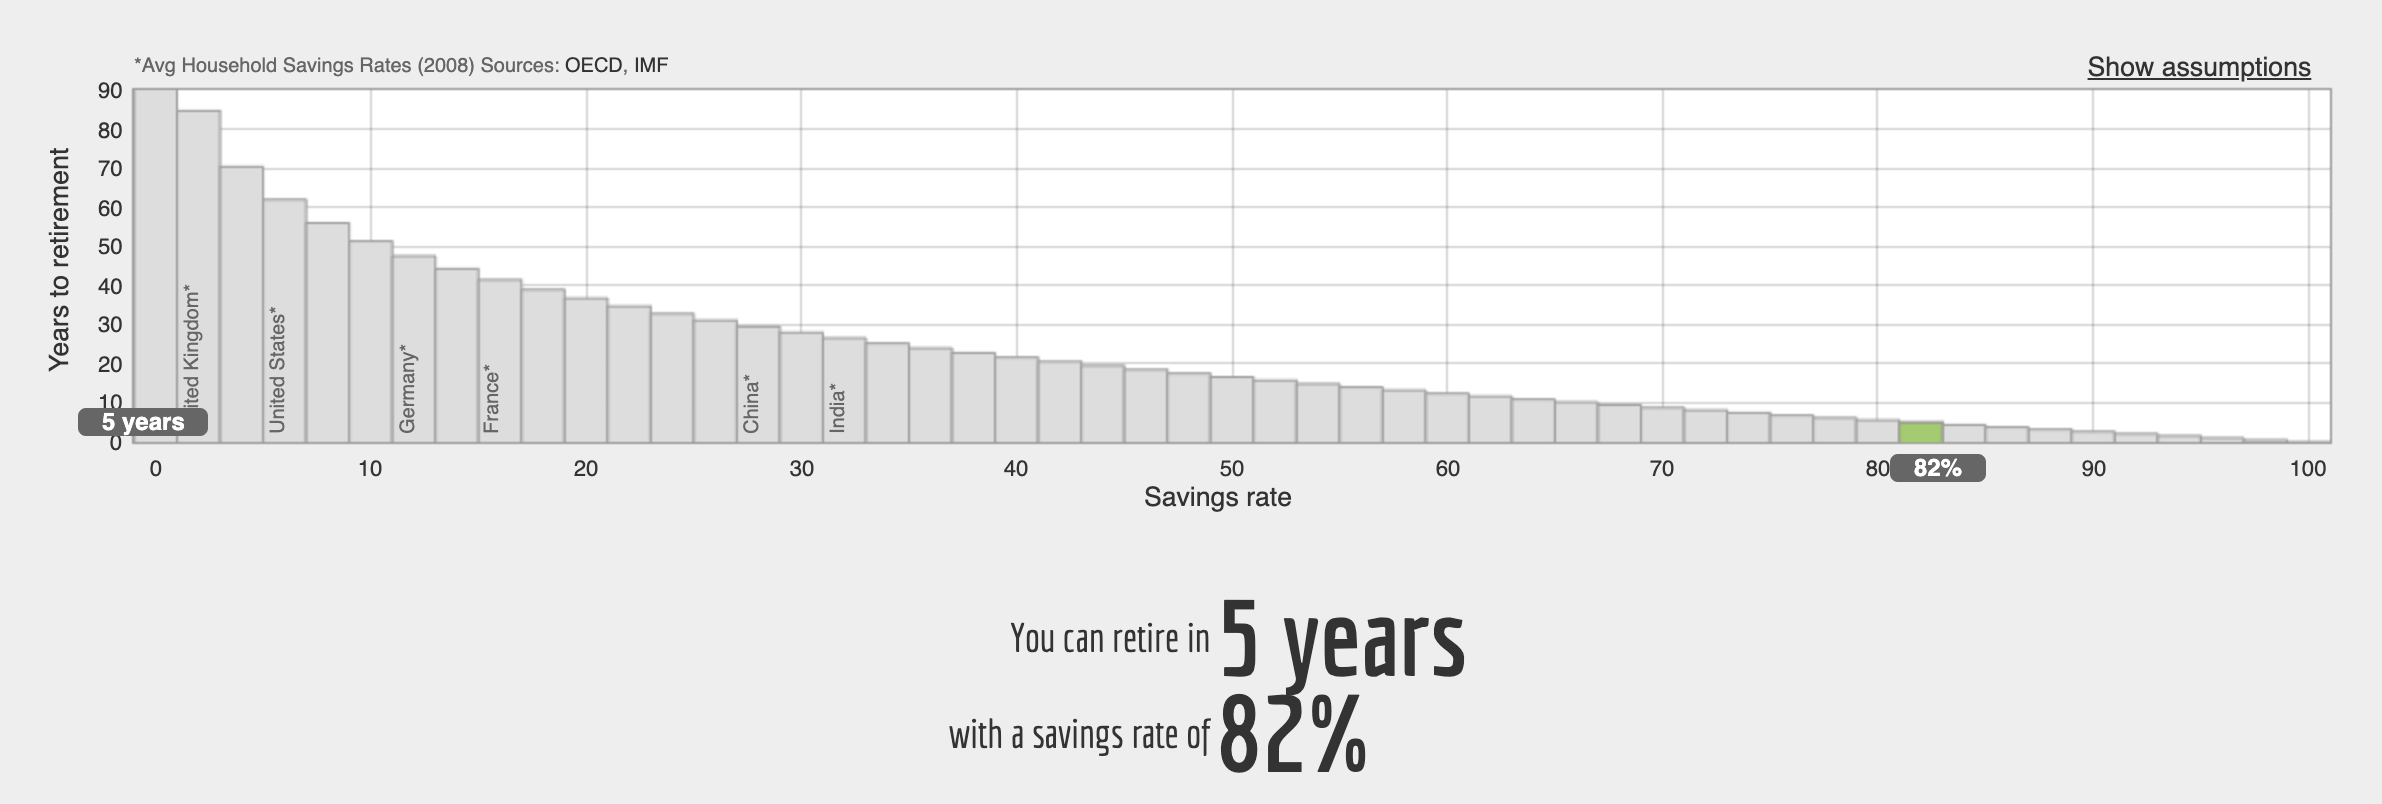 *Avg Household Savings Rates (2008) Sources: OECD, IMF
Show assumptions
Years to retirement
90
80
70
60
50
40
30
20
10
0
5 years
ited Kingdom*
United States*
Germany*
France*
China*
India*
0 10 20 30 40 50 60 70 80 82% 90 100
Savings rate
You can retire in 5 years
with a savings rate of 82%